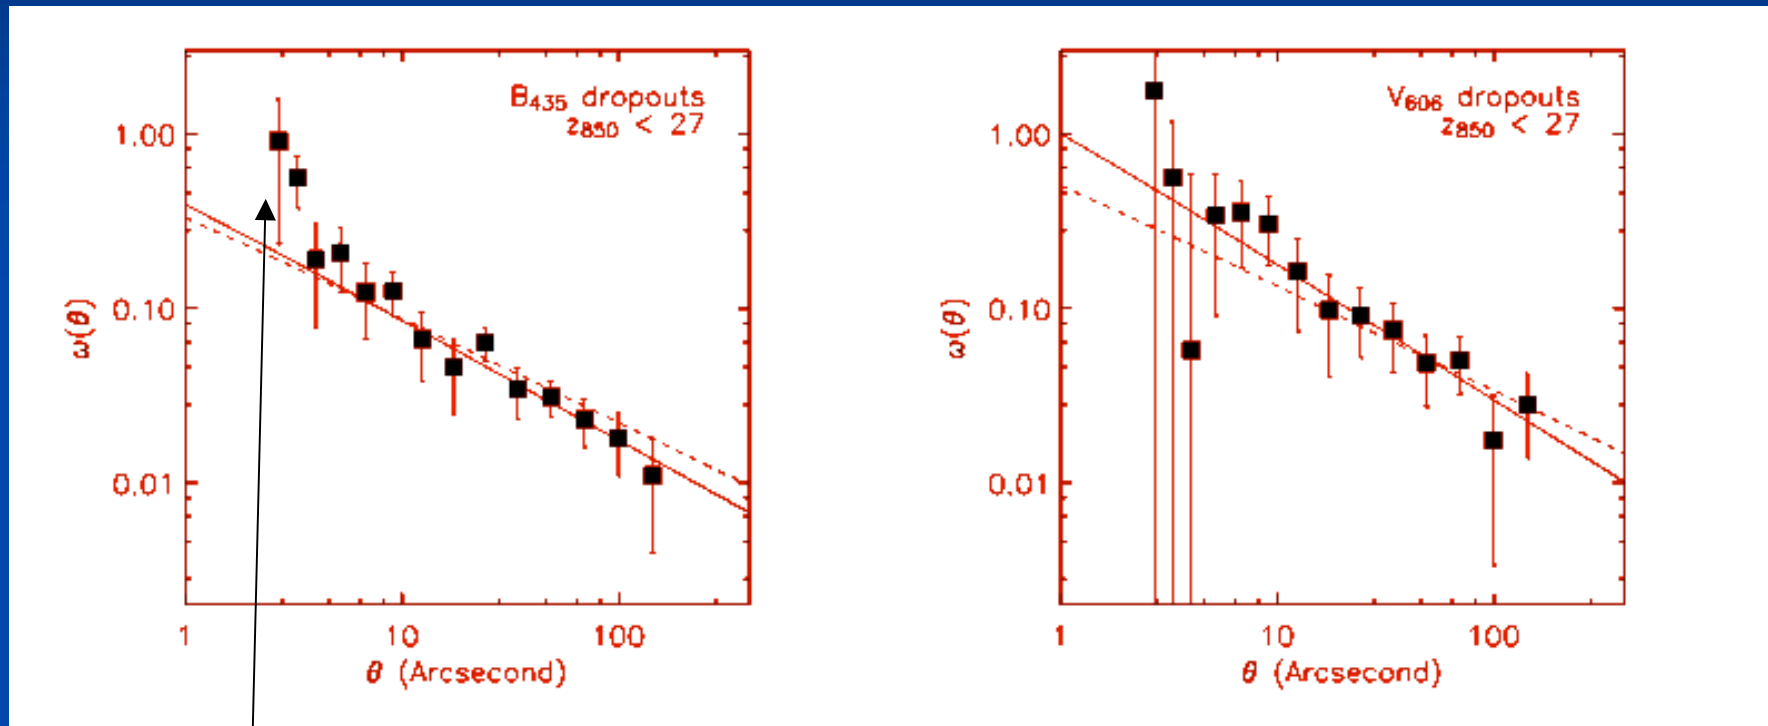 B435 dropouts
z850 < 27
1.00
0.10
0.01
ω(θ)
1
10
100
θ (Arcsecond)
V606 dropouts
z850 < 27
1.00
0.10
0.01
ω(θ)
1
10
100
θ (Arcsecond)